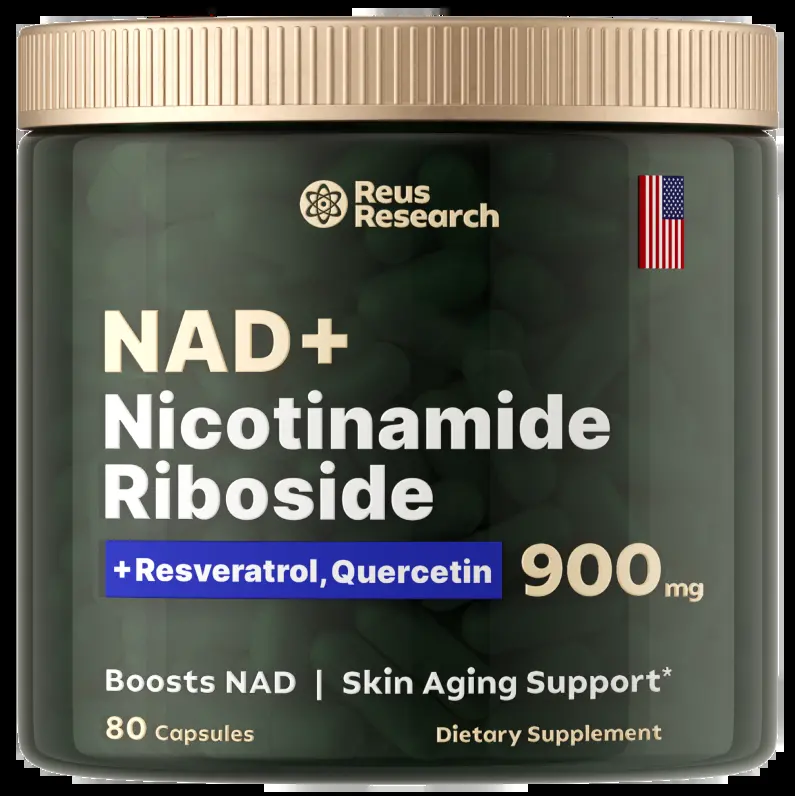 Reus
Research
NAD+
Nicotinamide
Riboside
+Resveratrol, Quercetin 900mg
Boosts NAD | Skin Aging Support*
80 Capsules Dietary Supplement